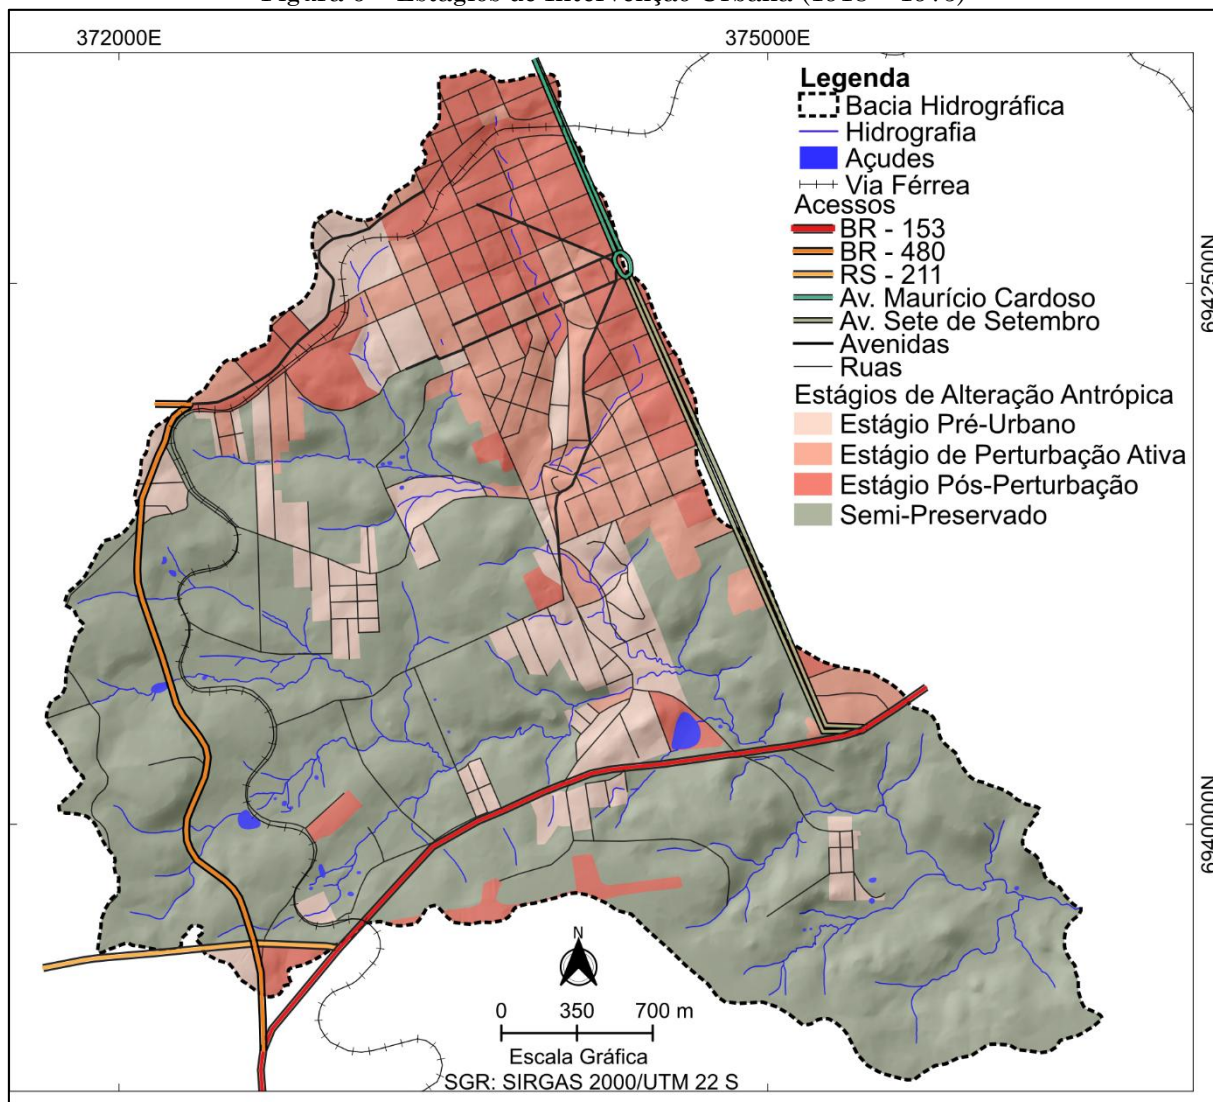 372000E
375000E
Legenda
Bacia Hidrográfica
Hidrografia
Açudes
Via Férrea
Acessos
BR - 153
BR - 480
RS - 211
Av. Maurício Cardoso
Av. Sete de Setembro
Avenidas
Ruas
Estágios de Alteração Antrópica
Estágio Pré-Urbano
Estágio de Perturbação Ativa
Estágio Pós-Perturbação
Semi-Preservado
6942500N
6940000N
N
0 350 700 m
Escala Gráfica
SGR: SIRGAS 2000/UTM 22 S